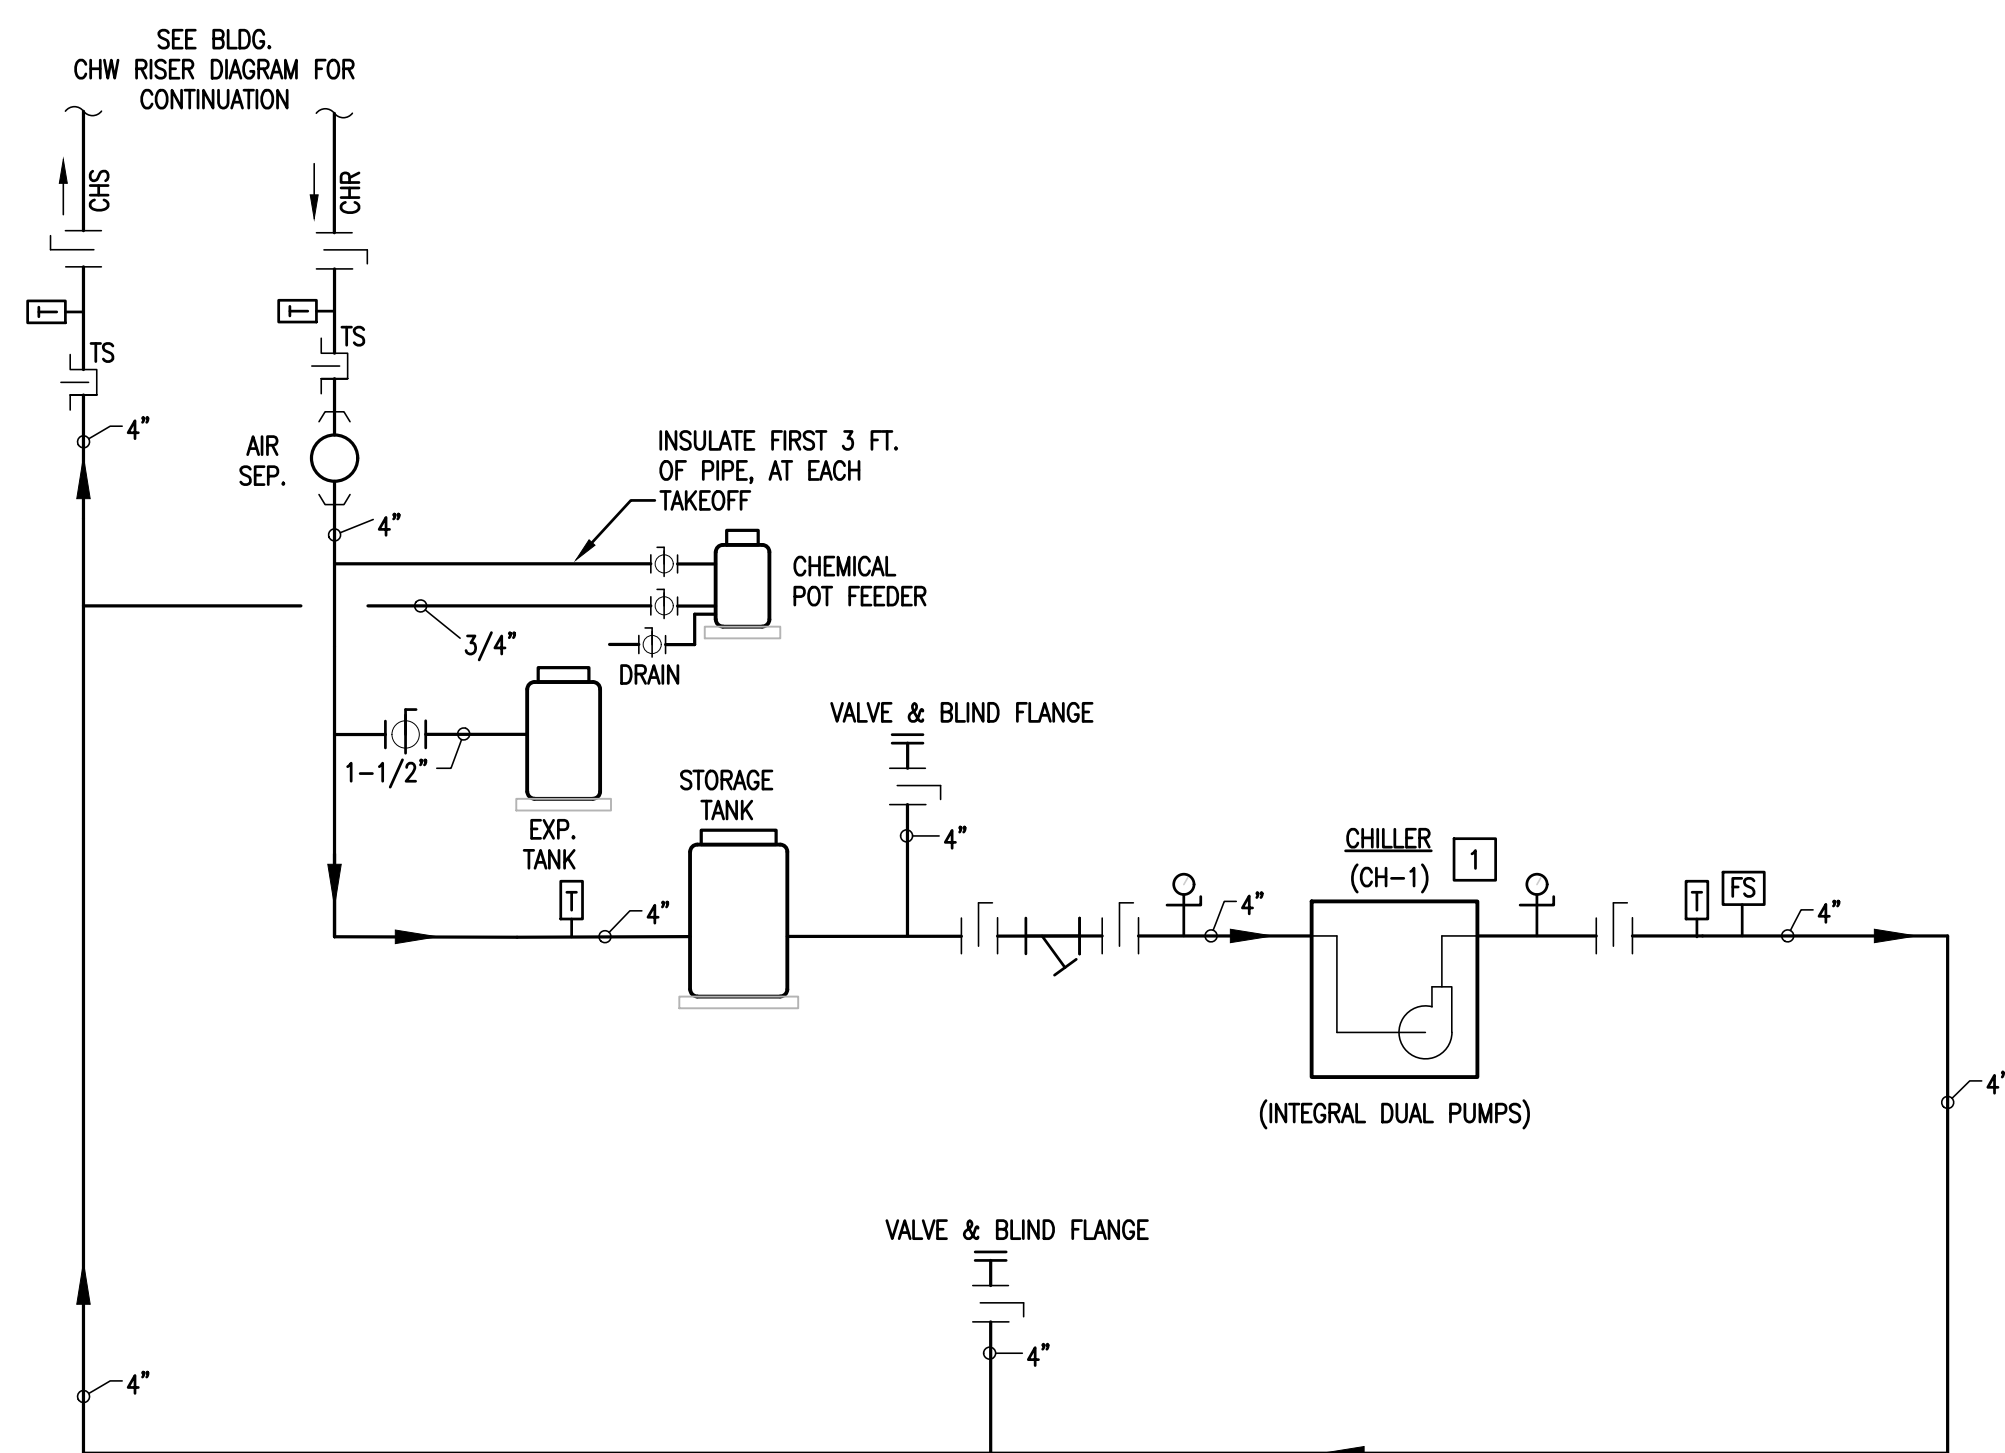 SEE BLDG.
CHW RISER DIAGRAM FOR
CONTINUATION
CHS
CHR
T
T
TS
TS
4"
AIR
SEP.
4"
INSULATE FIRST 3 FT.
OF PIPE, AT EACH
TAKEOFF
CHEMICAL
POT FEEDER
3/4"
DRAIN
1-1/2"
EXP.
TANK
STORAGE
TANK
VALVE & BLIND FLANGE
4"
T
4"
4"
CHILLER
(CH-1)
1
T
FS
4"
(INTEGRAL DUAL PUMPS)
4'
VALVE & BLIND FLANGE
4"
4"